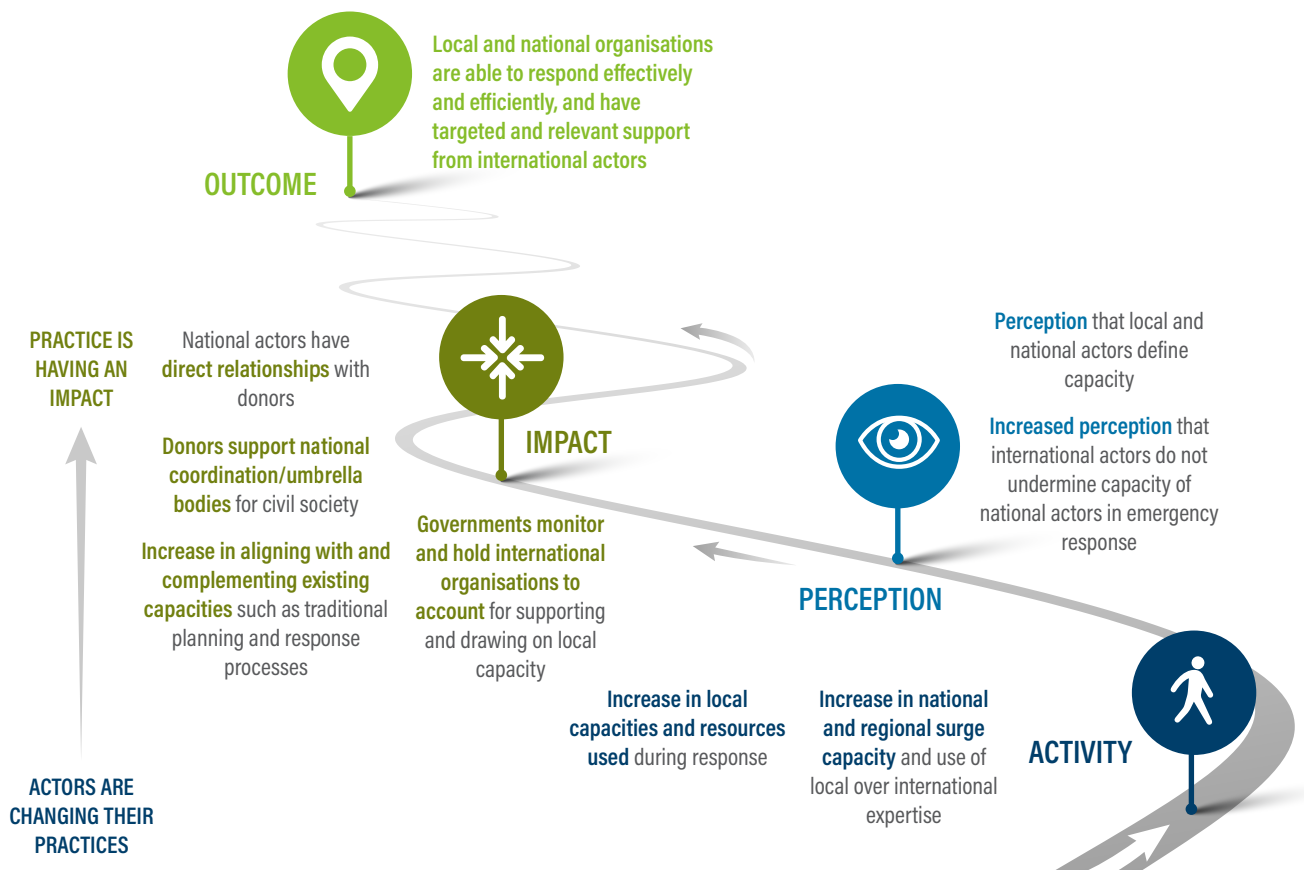 Local and national organisations
are able to respond effectively
and efficiently, and have
targeted and relevant support
from international actors
OUTCOME
PRACTICE IS
HAVING AN
IMPACT
National actors have
direct relationships with
donors
Donors support national
coordination/umbrella
bodies for civil society
Increase in aligning with and
complementing existing
capacities such as traditional
planning and response
processes
IMPACT
Governments monitor
and hold international
organisations to
account for supporting
and drawing on local
capacity
Perception that local and
national actors define
capacity
Increased perception that
international actors do not
undermine capacity of
national actors in emergency
response
PERCEPTION
Increase in local
capacities and resources
used during response
Increase in national
and regional surge
capacity and use of
local over international
expertise
ACTIVITY
ACTORS ARE
CHANGING THEIR
PRACTICES